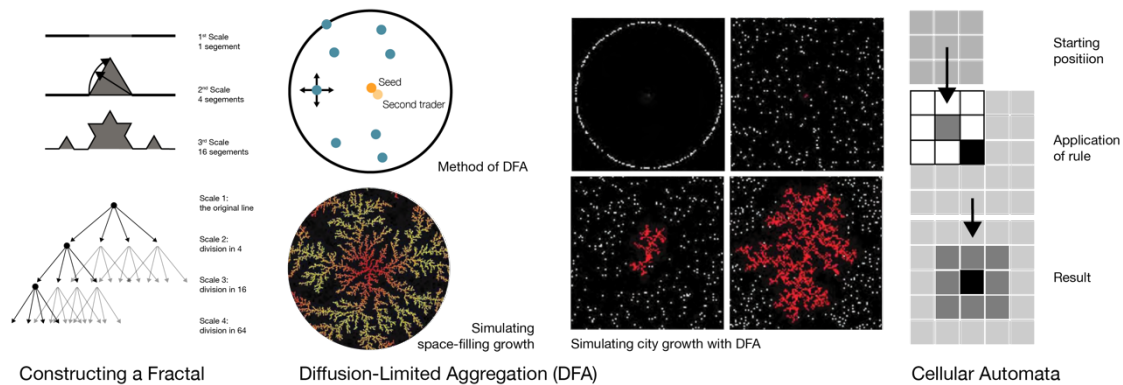 1st Scale
1 segement
2nd Scale
4 segements
3rd Scale
16 segements
Scale 1:
the original line
Scale 2:
division in 4
Scale 3:
division in 16
Scale 4:
division in 64
Constructing a Fractal
Seed
Second trader
Method of DFA
Simulating
space-filling growth
Simulating city growth with DFA
Diffusion-Limited Aggregation (DFA)
Starting
positiion
Application
of rule
Result
Cellular Automata